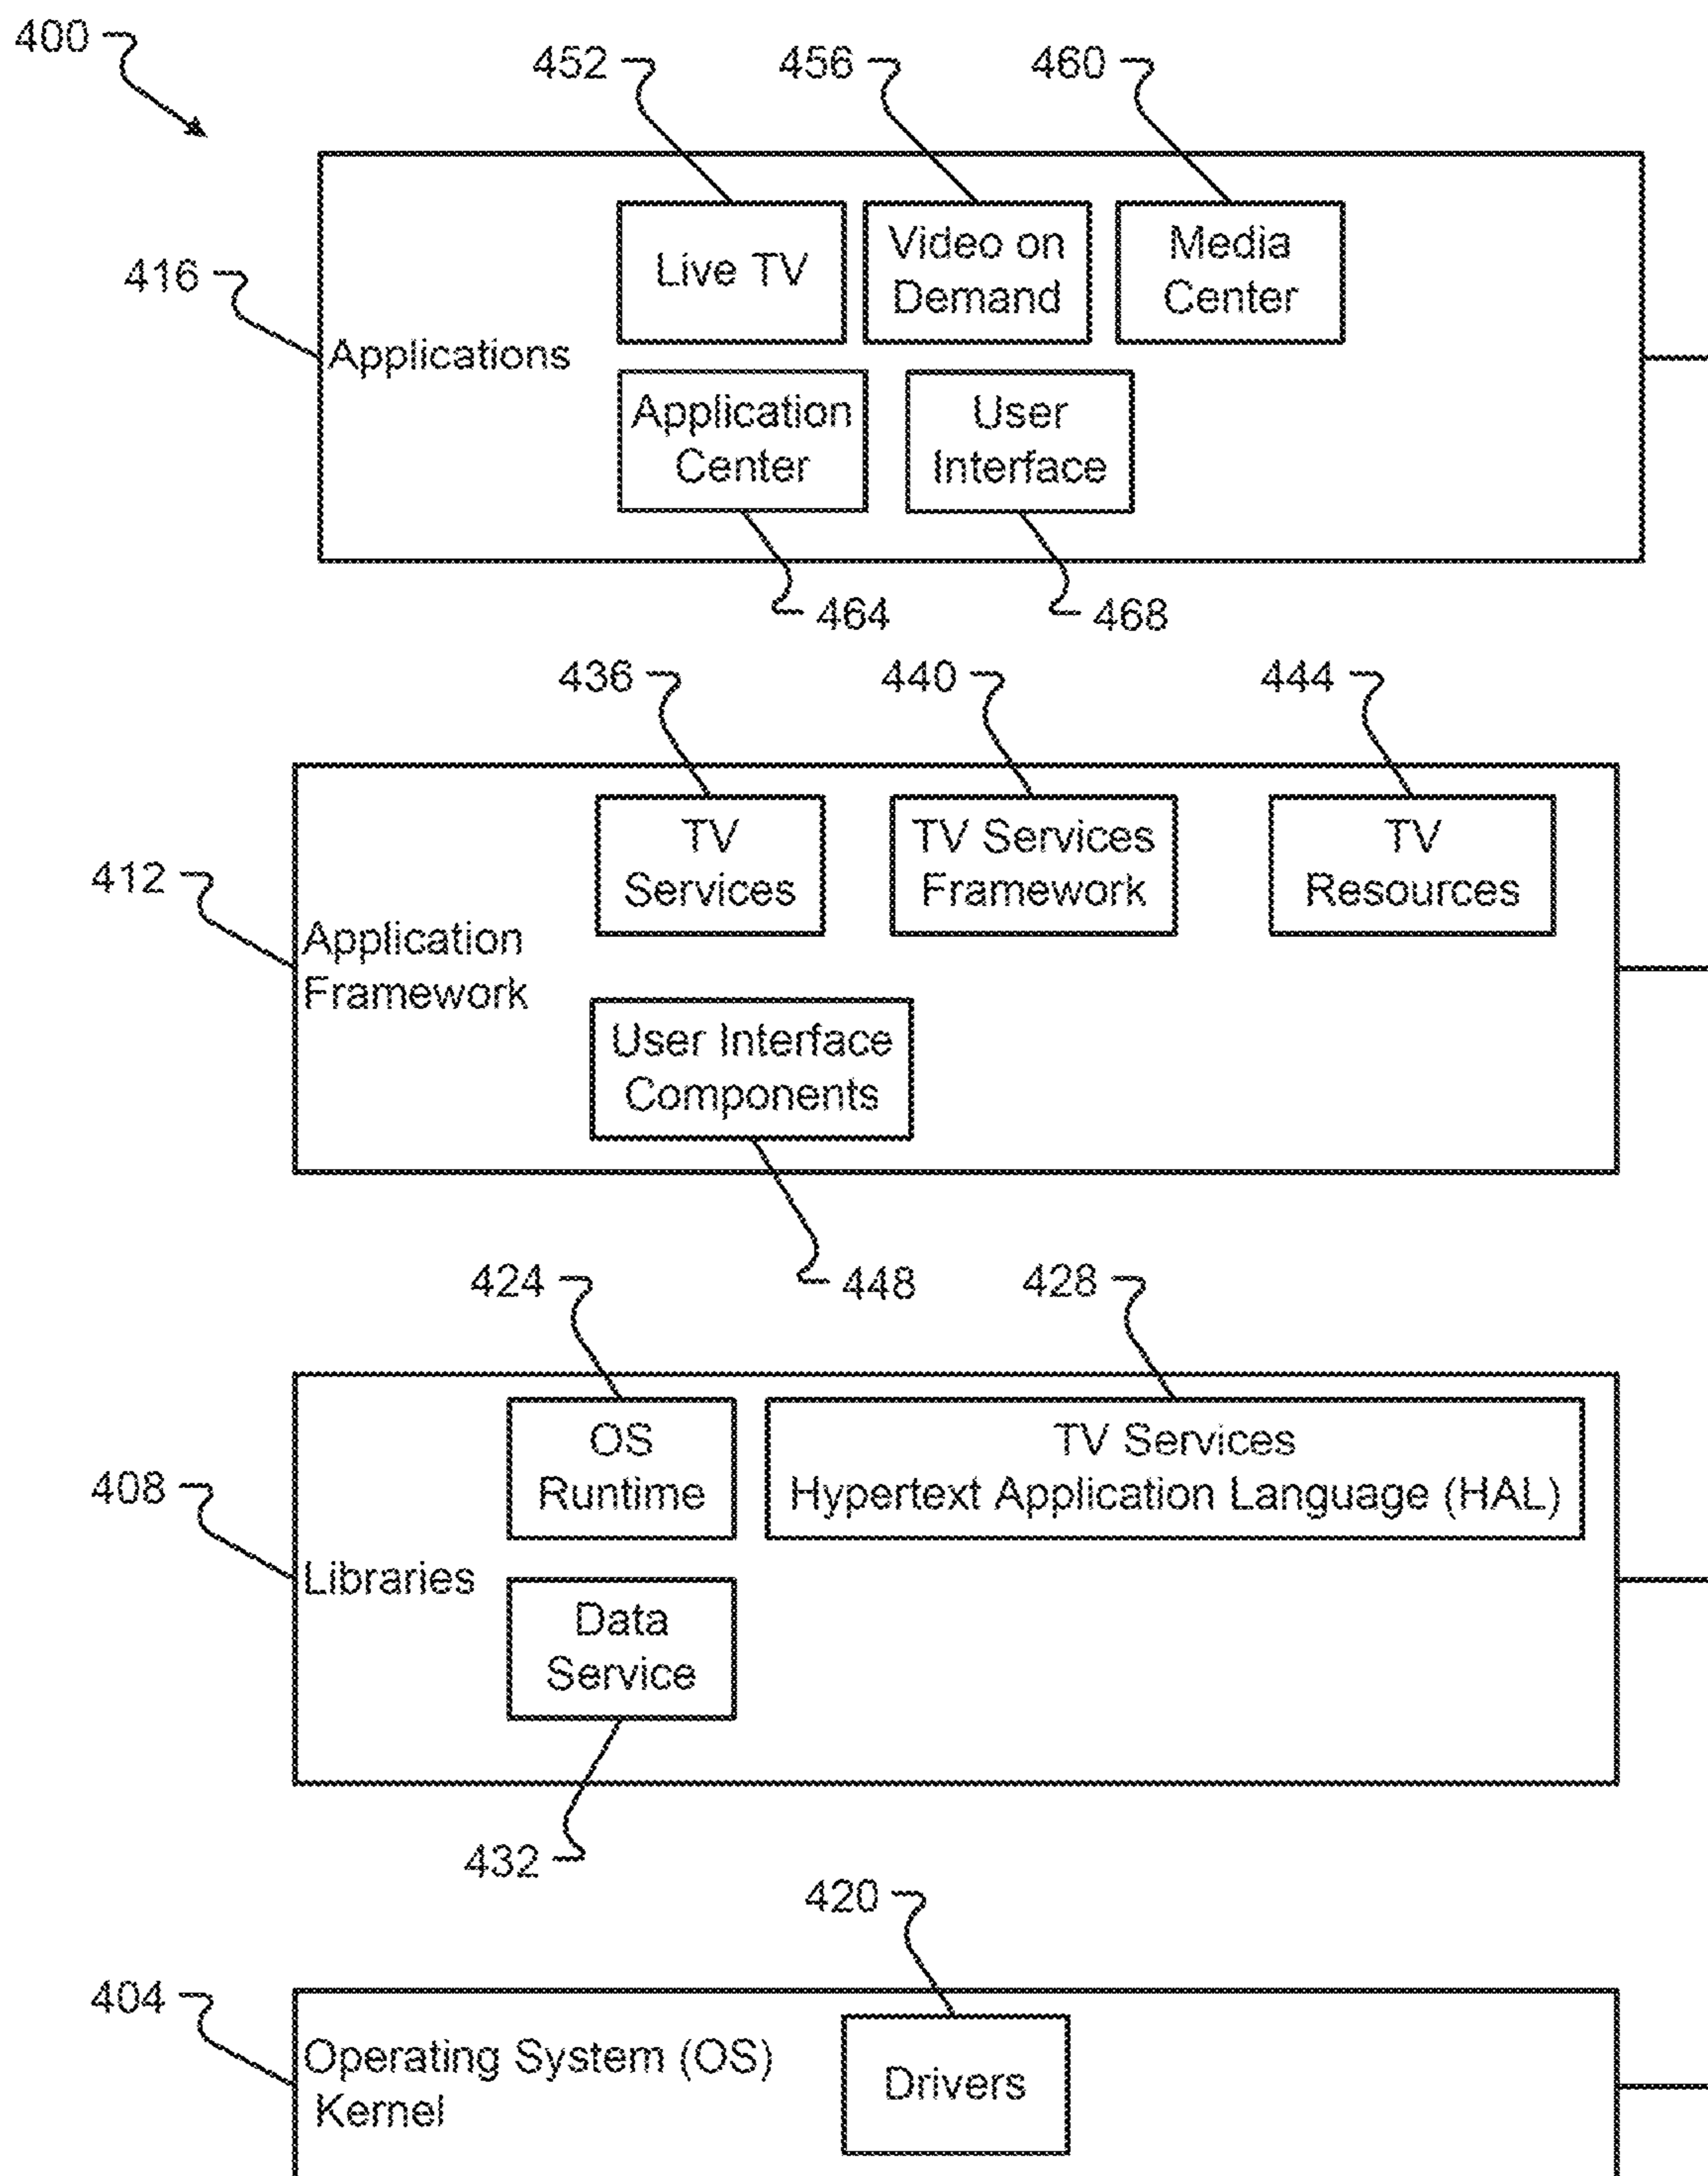 400
452
456
460
416
Applications
Live TV
Video on
Demand
Media
Center
Application
Center
User
Interface
464
468
436
440
444
412
Application
Framework
TV
Services
TV Services
Framework
TV
Resources
User Interface
Components
448
424
428
408
Libraries
OS
Runtime
TV Services
Hypertext Application Language (HAL)
Data
Service
432
420
404
Operating System (OS)
Kernel
Drivers